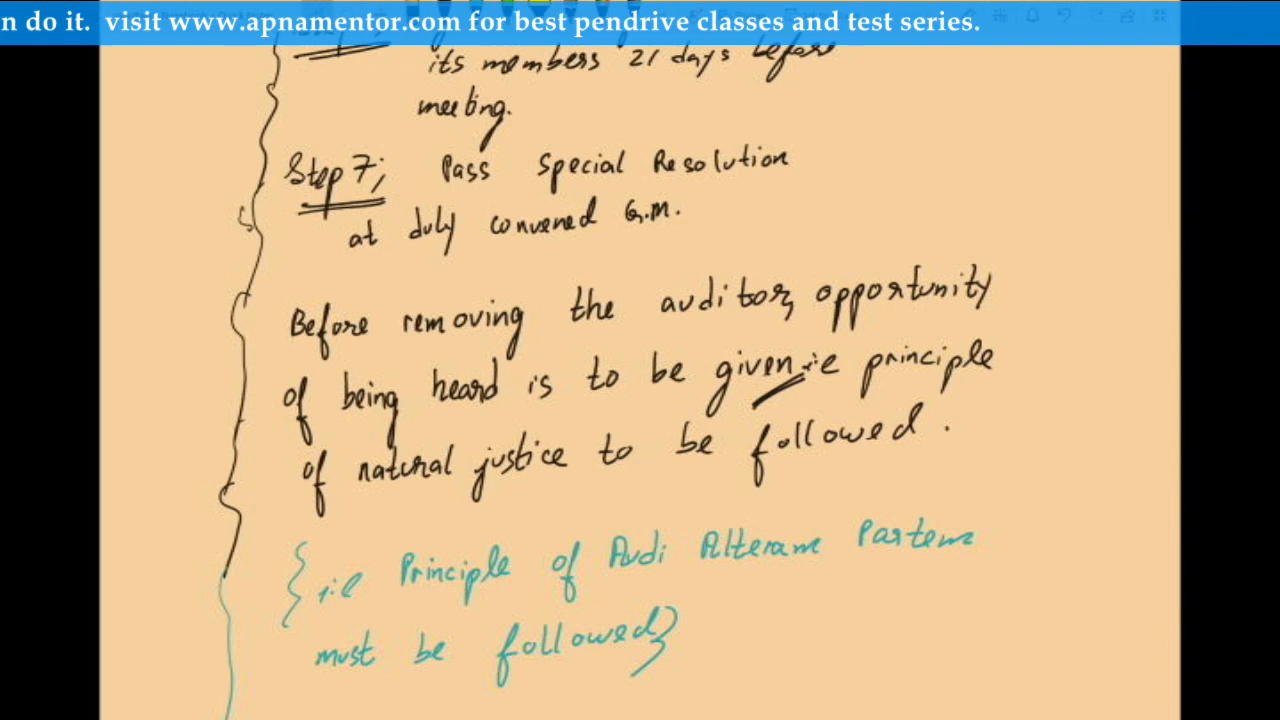 n do it. visit www.apnamentor.com for best pendrive classes and test series.
its members 21 days before
meeting.
Step 7; Pass Special Resolution
at duly convened G.M.
Before removing the auditor, opportunity
of being heard is to be given i.e principle
of natural justice to be followed.
{ i.e Principle of Audi Alteram Partem
must be followed}